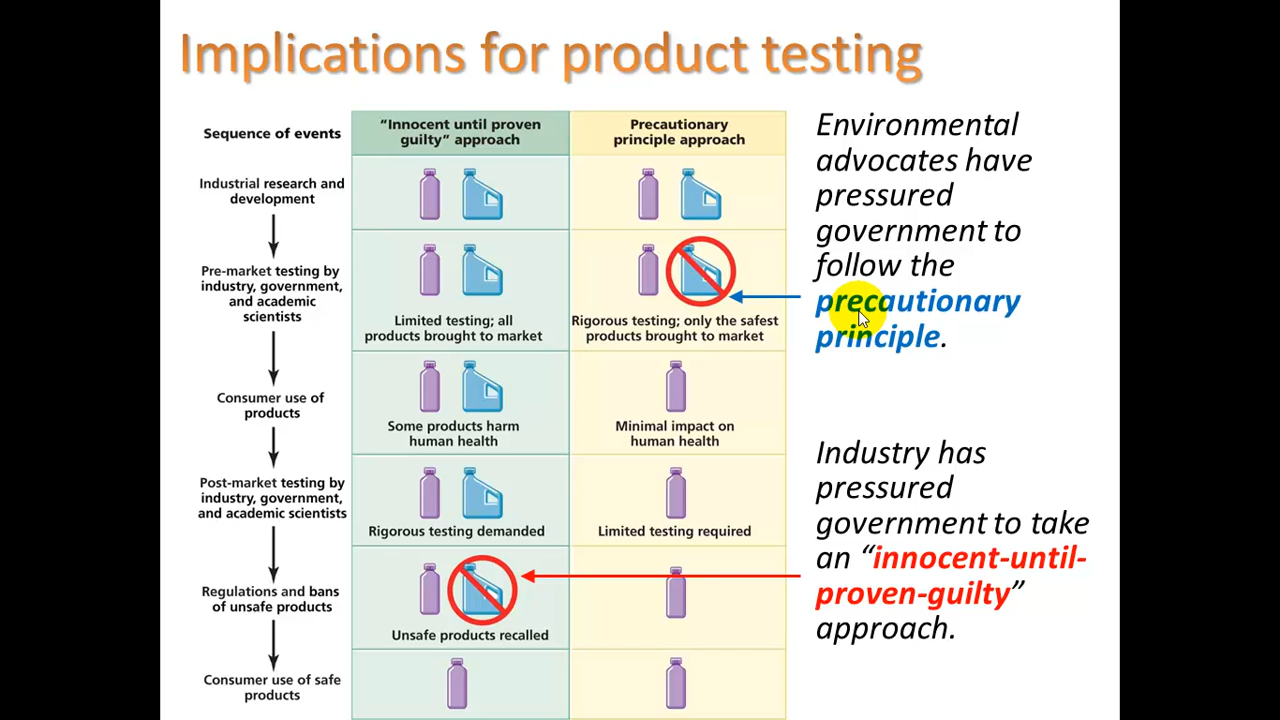 Implications for product testing
Sequence of events
“Innocent until proven
guilty” approach
Precautionary
principle approach
Industrial research and
development
Pre-market testing by
industry, government,
and academic
scientists
Limited testing; all
products brought to market
Rigorous testing; only the safest
products brought to market
Consumer use of
products
Some products harm
human health
Minimal impact on
human health
Post-market testing by
industry, government,
and academic scientists
Rigorous testing demanded
Limited testing required
Regulations and bans
of unsafe products
Unsafe products recalled
Consumer use of safe
products
Environmental
advocates have
pressured
government to
follow the
precautionary
principle.
Industry has
pressured
government to take
an “innocent-until-
proven-guilty”
approach.